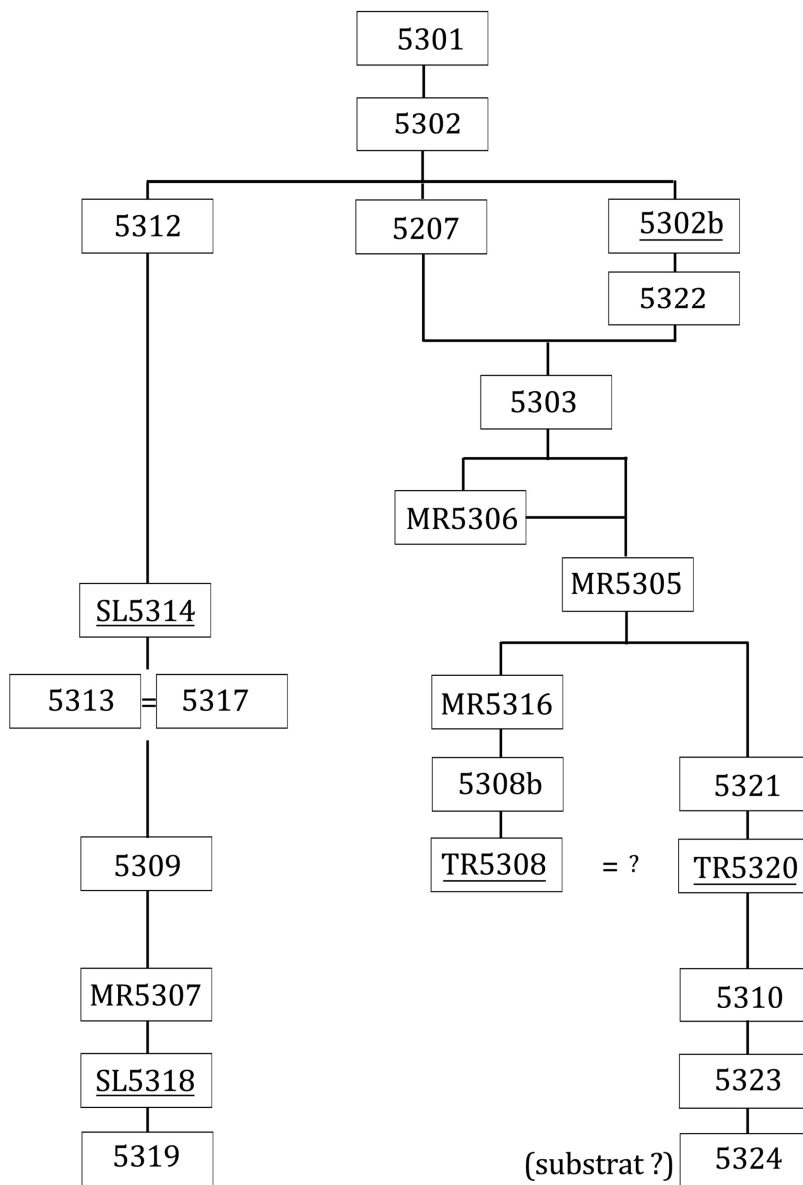 5301
5302
5312 5207 5302b
5322
5303
MR5306
MR5305
SL5314
5313 = 5317 MR5316
5308b 5321
5309 TR5308 = ? TR5320
MR5307 5310
SL5318 5323
5319 (substrat ?) 5324